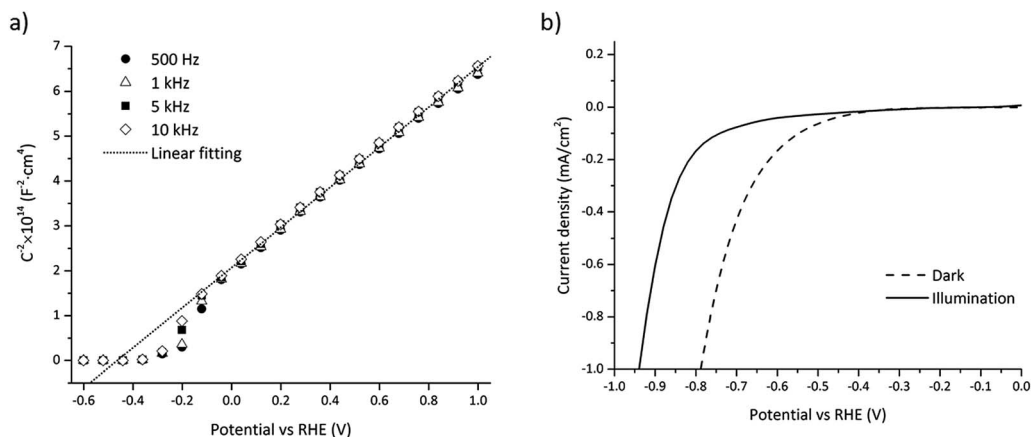 a)
7
6
5
4
3
2
1
0
C⁻²×10¹⁴ (F⁻²·cm⁴)
500 Hz
1 kHz
5 kHz
10 kHz
Linear fitting
-0.6 -0.4 -0.2 0.0 0.2 0.4 0.6 0.8 1.0
Potential vs RHE (V)
b)
0.2
0.0
-0.2
-0.4
-0.6
-0.8
-1.0
Current density (mA/cm²)
Dark
Illumination
-1.0 -0.9 -0.8 -0.7 -0.6 -0.5 -0.4 -0.3 -0.2 -0.1 0.0
Potential vs RHE (V)